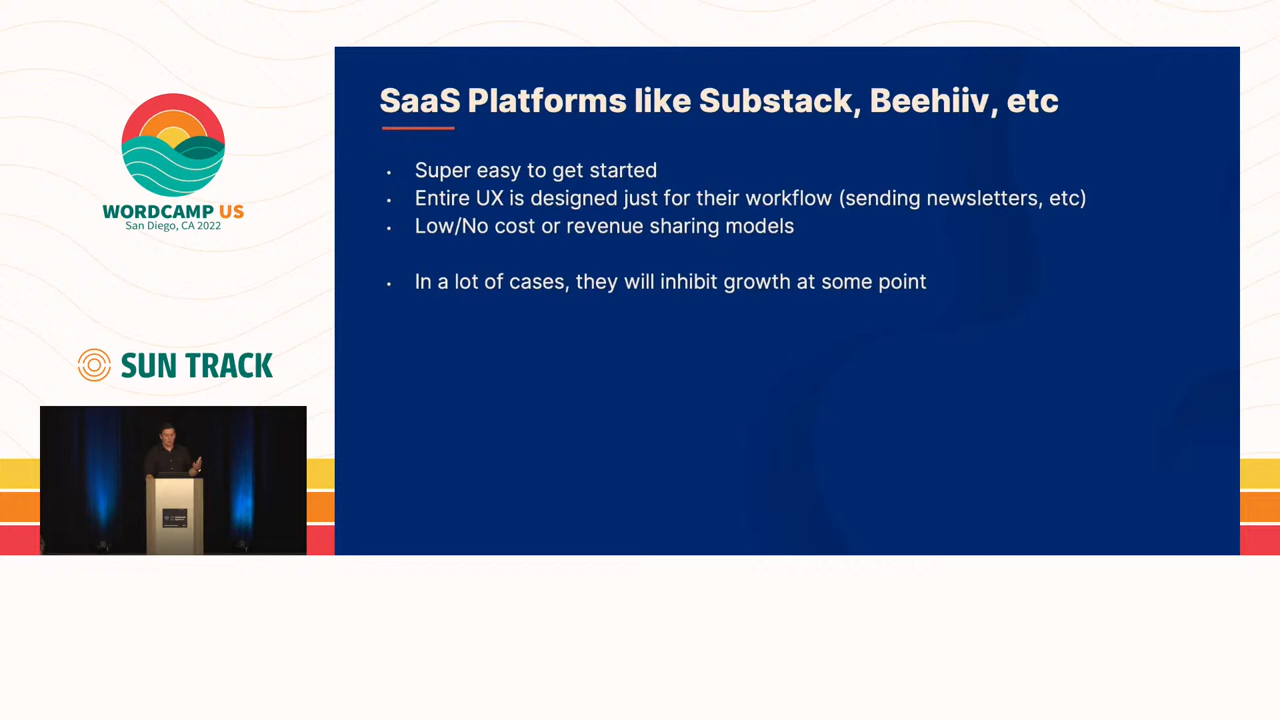 SaaS Platforms like Substack, Beehiiv, etc
Super easy to get started
Entire UX is designed just for their workflow (sending newsletters, etc)
Low/No cost or revenue sharing models
In a lot of cases, they will inhibit growth at some point
WORDCAMP US
San Diego, CA 2022
SUN TRACK